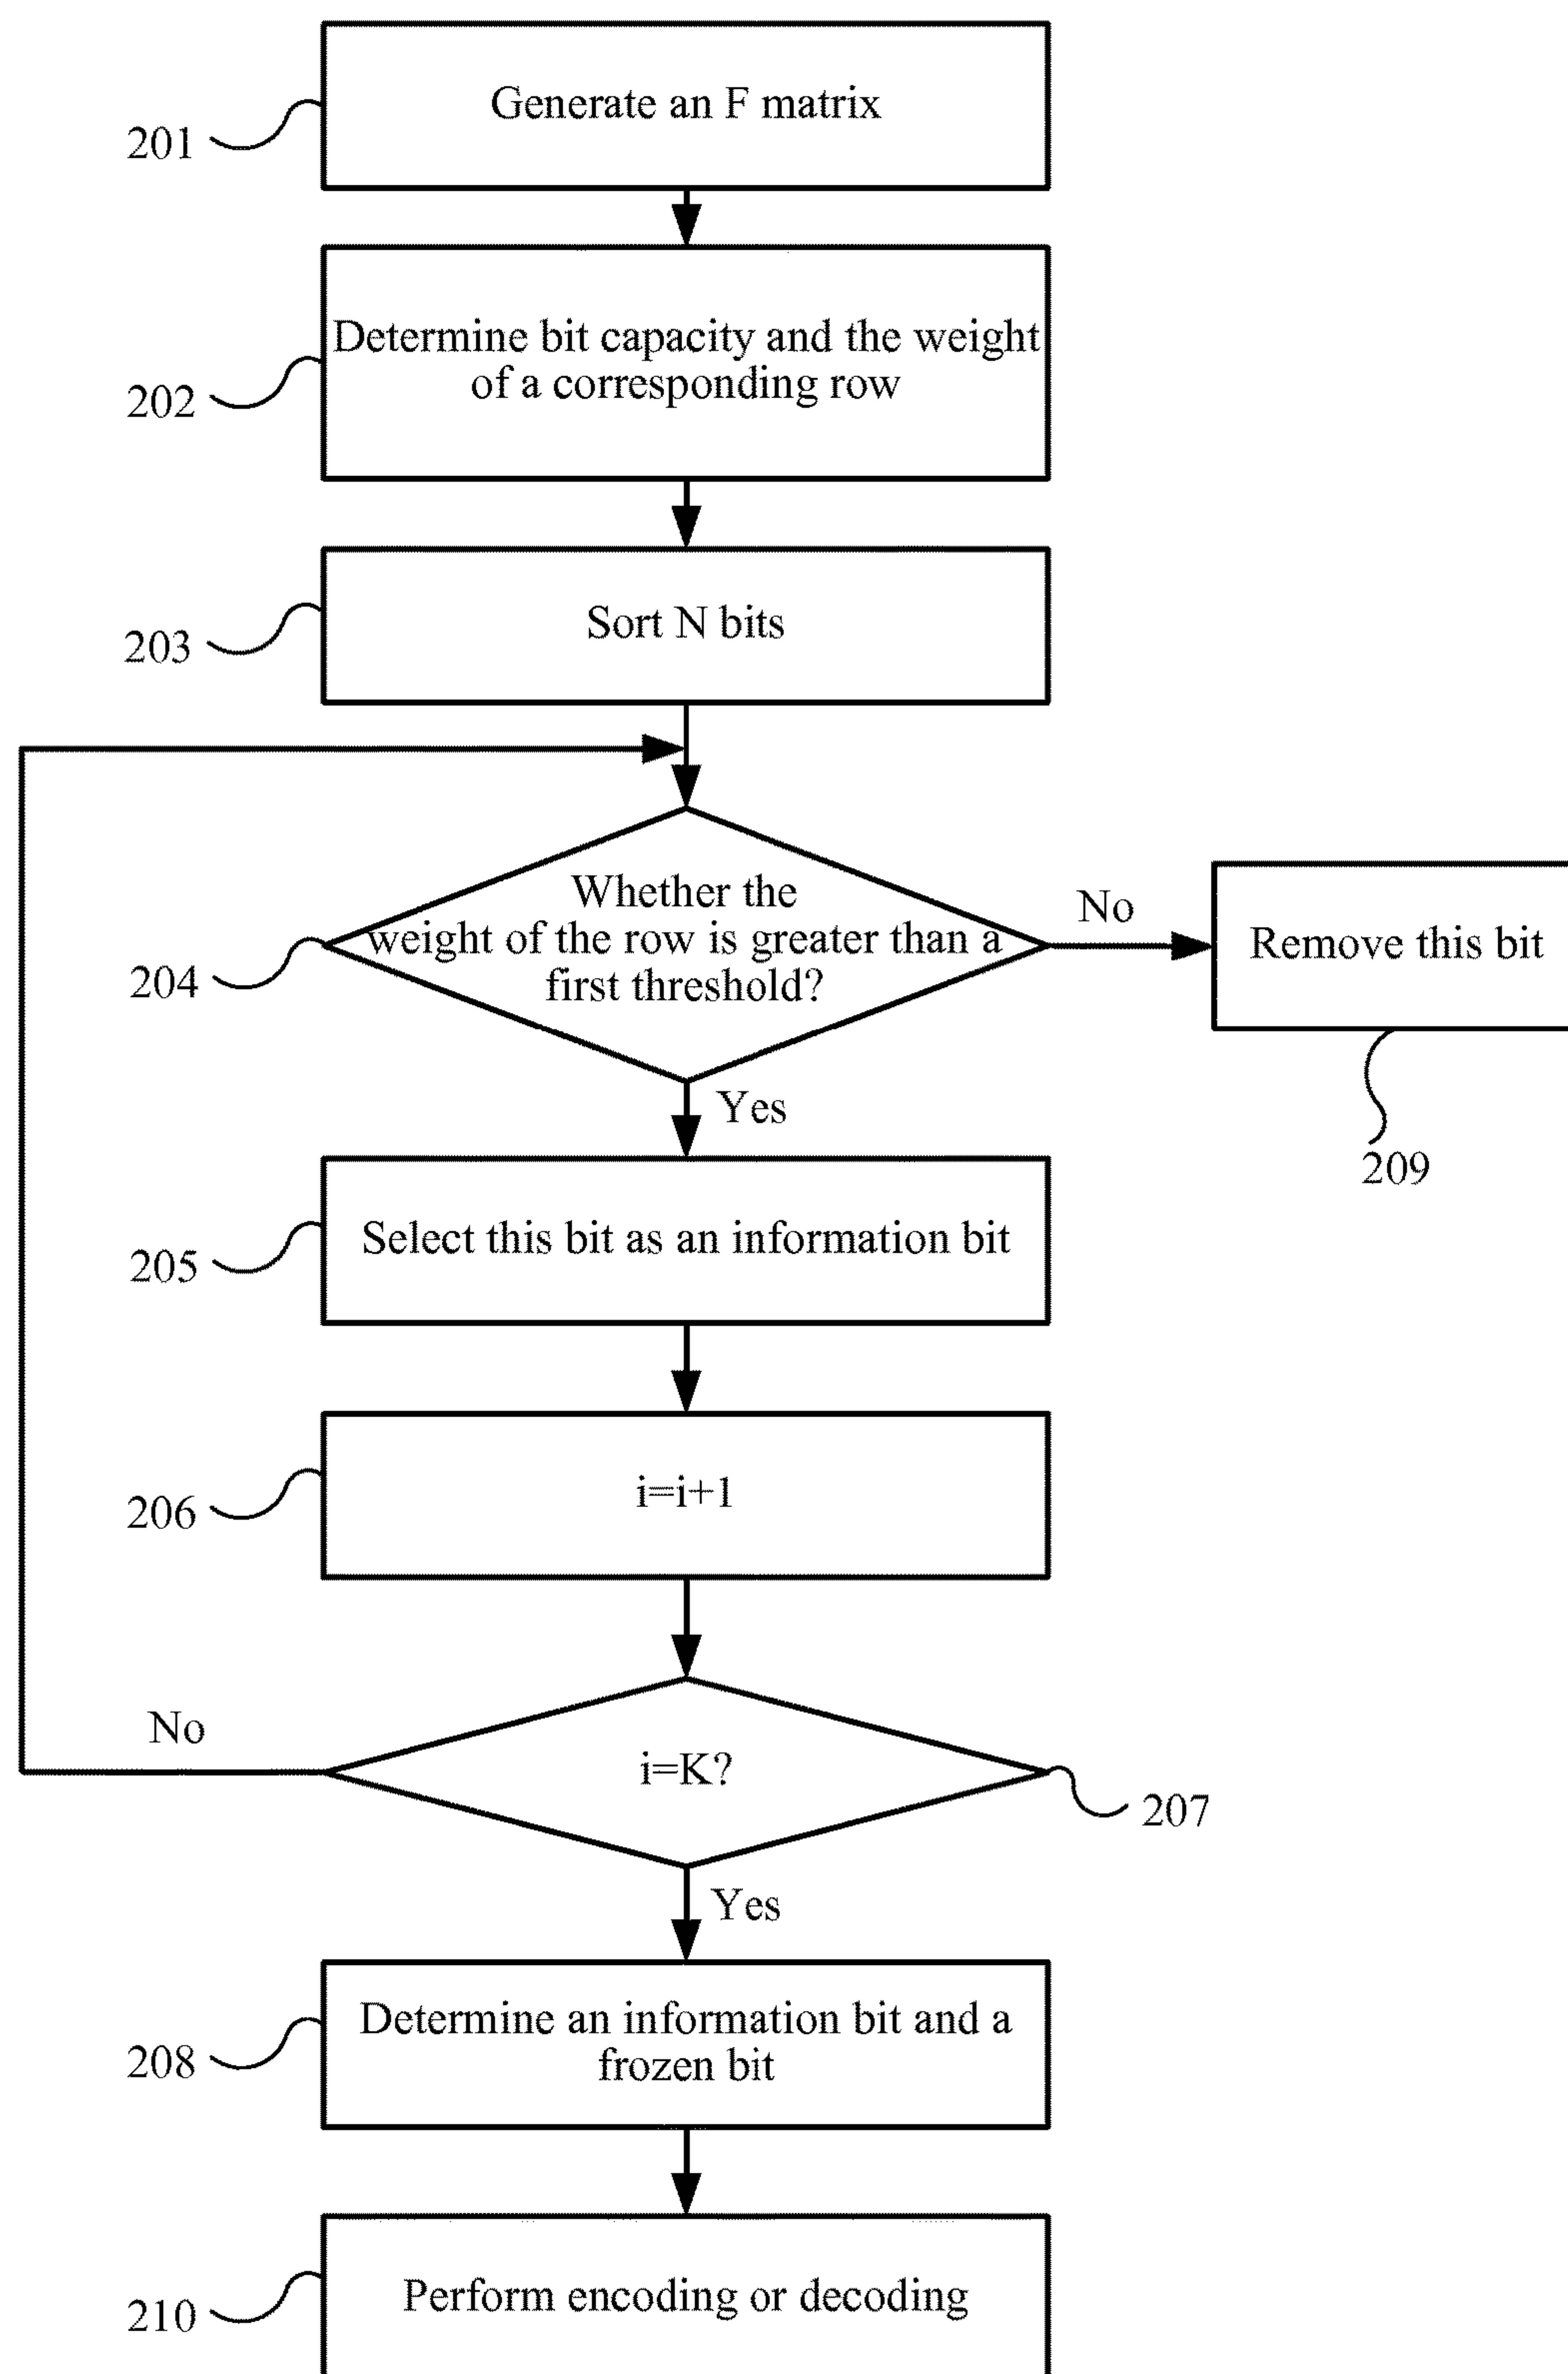 Generate an F matrix
201
Determine bit capacity and the weight
of a corresponding row
202
Sort N bits
203
Whether the
weight of the row is greater than a
first threshold?
204
No
Remove this bit
209
Yes
Select this bit as an information bit
205
i=i+1
206
No
i=K?
207
Yes
Determine an information bit and a
frozen bit
208
Perform encoding or decoding
210